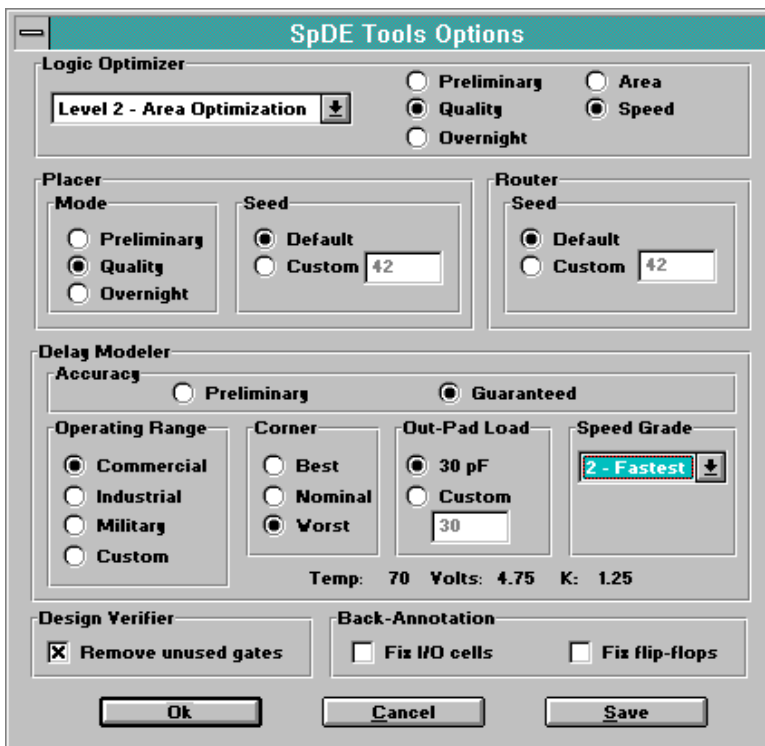 SpDE Tools Options
Logic Optimizer
Level 2 - Area Optimization
Preliminary
Quality
Overnight
Area
Speed
Placer
Mode
Preliminary
Quality
Overnight
Seed
Default
Custom 42
Router
Seed
Default
Custom 42
Delay Modeler
Accuracy
Preliminary
Guaranteed
Operating Range
Commercial
Industrial
Military
Custom
Corner
Best
Nominal
Worst
Out-Pad Load
30 pF
Custom
30
Speed Grade
2 - Fastest
Temp: 70 Volts: 4.75 K: 1.25
Design Verifier
Remove unused gates
Back-Annotation
Fix I/O cells
Fix flip-flops
Ok
Cancel
Save